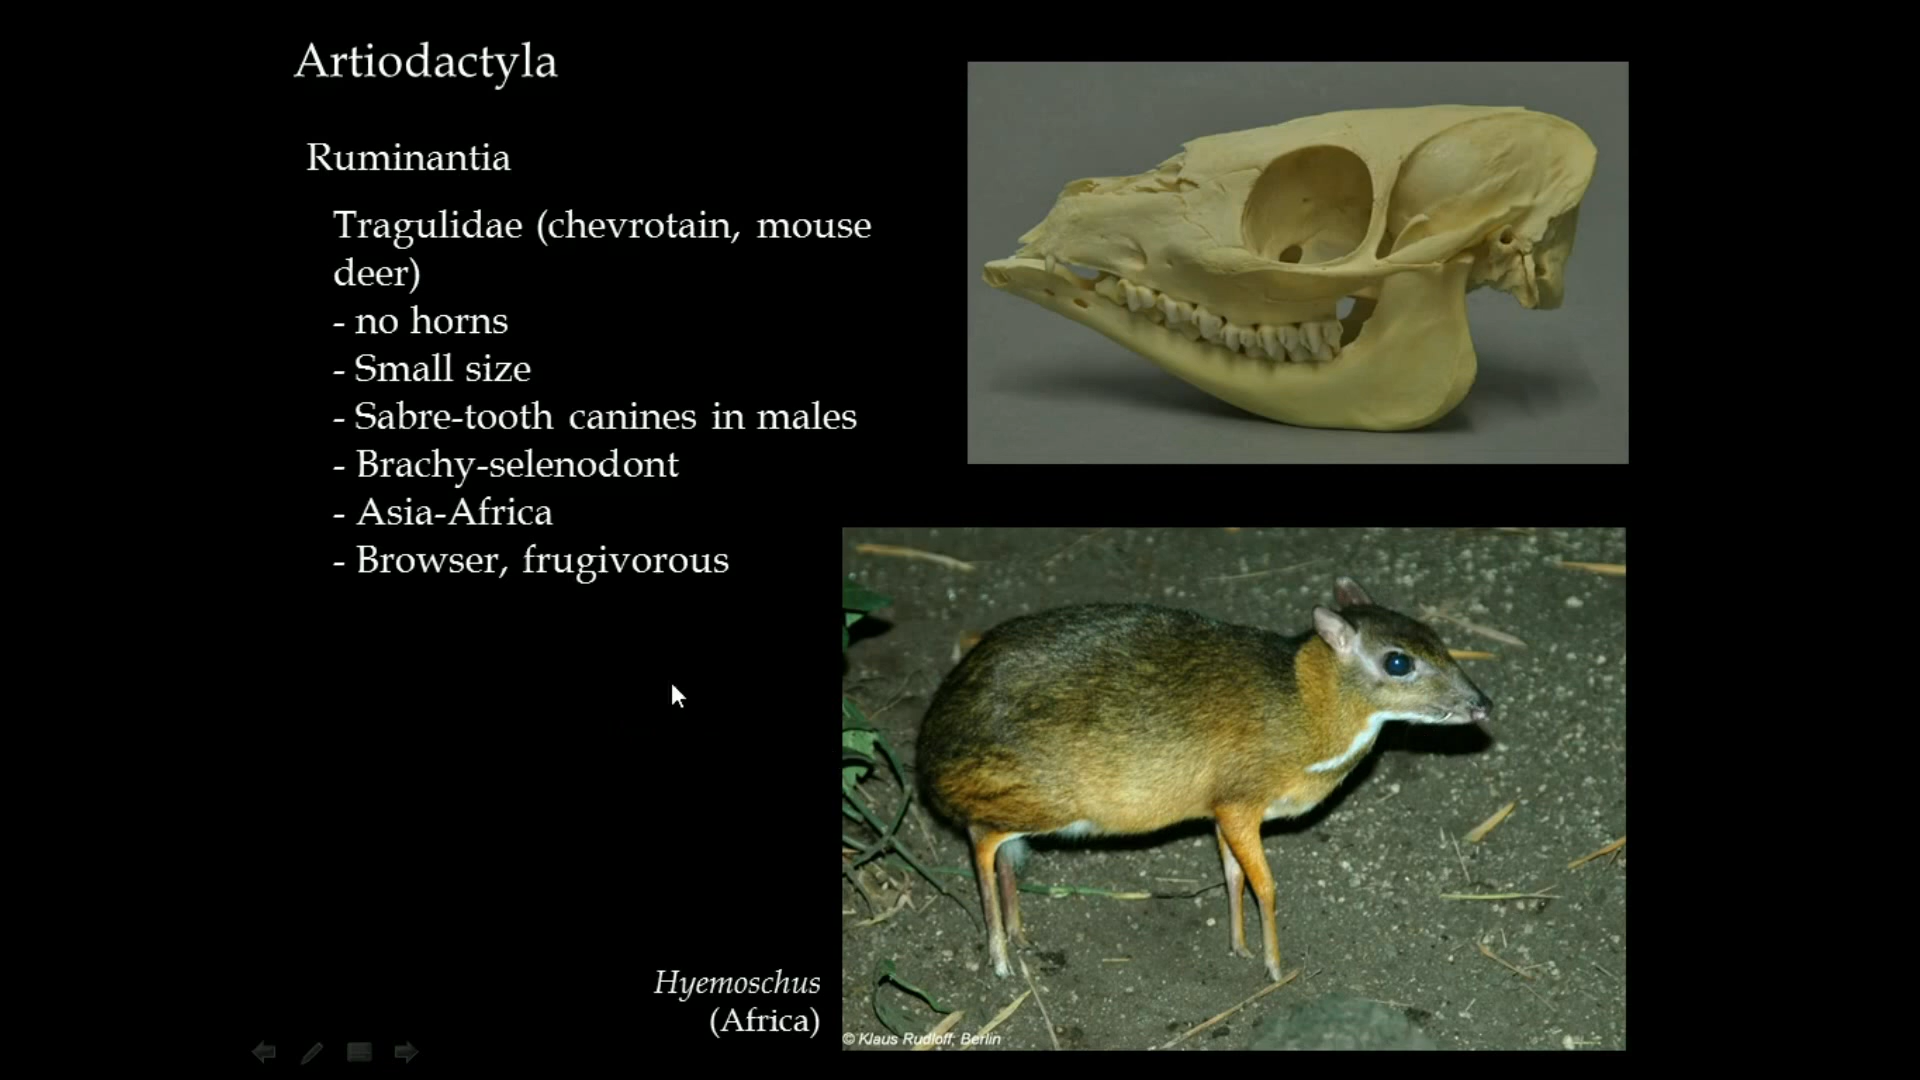 Artiodactyla
Ruminantia
Tragulidae (chevrotain, mouse
deer)
- no horns
- Small size
- Sabre-tooth canines in males
- Brachy-selenodont
- Asia-Africa
- Browser, frugivorous
Hyemoschus
(Africa)
© Klaus Rudloff, Berlin